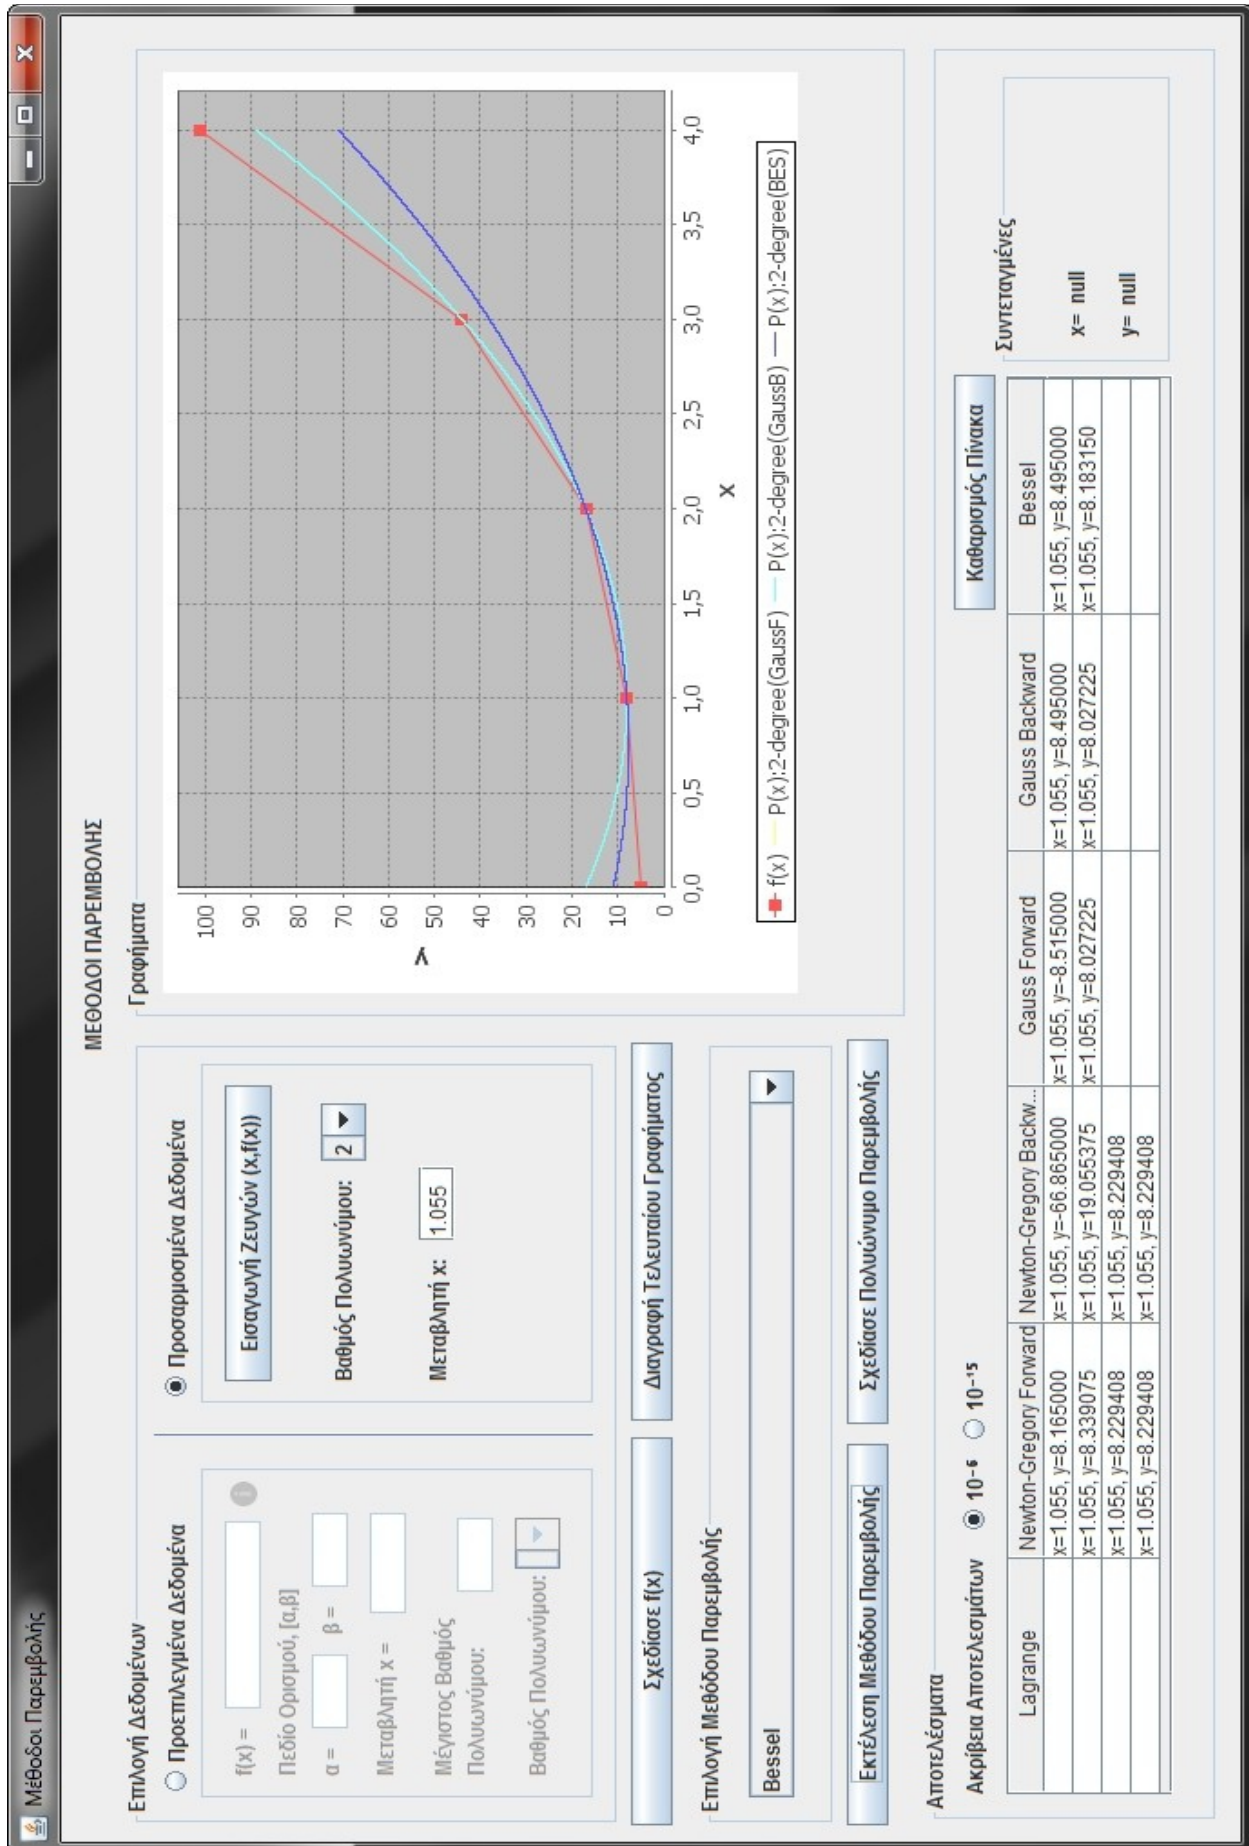 Μέθοδοι Παρεμβολής
ΜΕΘΟΔΟΙ ΠΑΡΕΜΒΟΛΗΣ
Επιλογή Δεδομένων
Προεπιλεγμένα Δεδομένα
f(x) =
i
Πεδίο Ορισμού, [α,β]
α =
β =
Μεταβλητή x =
Μέγιστος Βαθμός
Πολυωνύμου:
Βαθμός Πολυωνύμου:
Προσαρμοσμένα Δεδομένα
Εισαγωγή Ζευγών (x,f(x))
Βαθμός Πολυωνύμου: 2
Μεταβλητή x: 1.055
Σχεδίασε f(x)
Διαγραφή Τελευταίου Γραφήματος
Επιλογή Μεθόδου Παρεμβολής
Bessel
Εκτέλεση Μεθόδου Παρεμβολής
Σχεδίασε Πολυώνυμο Παρεμβολής
Γραφήματα
100
90
80
70
60
50
40
30
20
10
0
Y
0,0 0,5 1,0 1,5 2,0 2,5 3,0 3,5 4,0
X
f(x) P(x):2-degree(GaussF) P(x):2-degree(GaussB) P(x):2-degree(BES)
Αποτελέσματα
Ακρίβεια Αποτελεσμάτων 10⁻⁶ 10⁻¹⁵
Καθαρισμός Πίνακα
Lagrange Newton-Gregory Forward Newton-Gregory Backw... Gauss Forward Gauss Backward Bessel
x=1.055, y=8.165000 x=1.055, y=-66.865000 x=1.055, y=-8.515000 x=1.055, y=8.495000 x=1.055, y=8.495000
x=1.055, y=8.339075 x=1.055, y=19.055375 x=1.055, y=8.027225 x=1.055, y=8.027225 x=1.055, y=8.183150
x=1.055, y=8.229408 x=1.055, y=8.229408
x=1.055, y=8.229408 x=1.055, y=8.229408
Συντεταγμένες
x= null
y= null